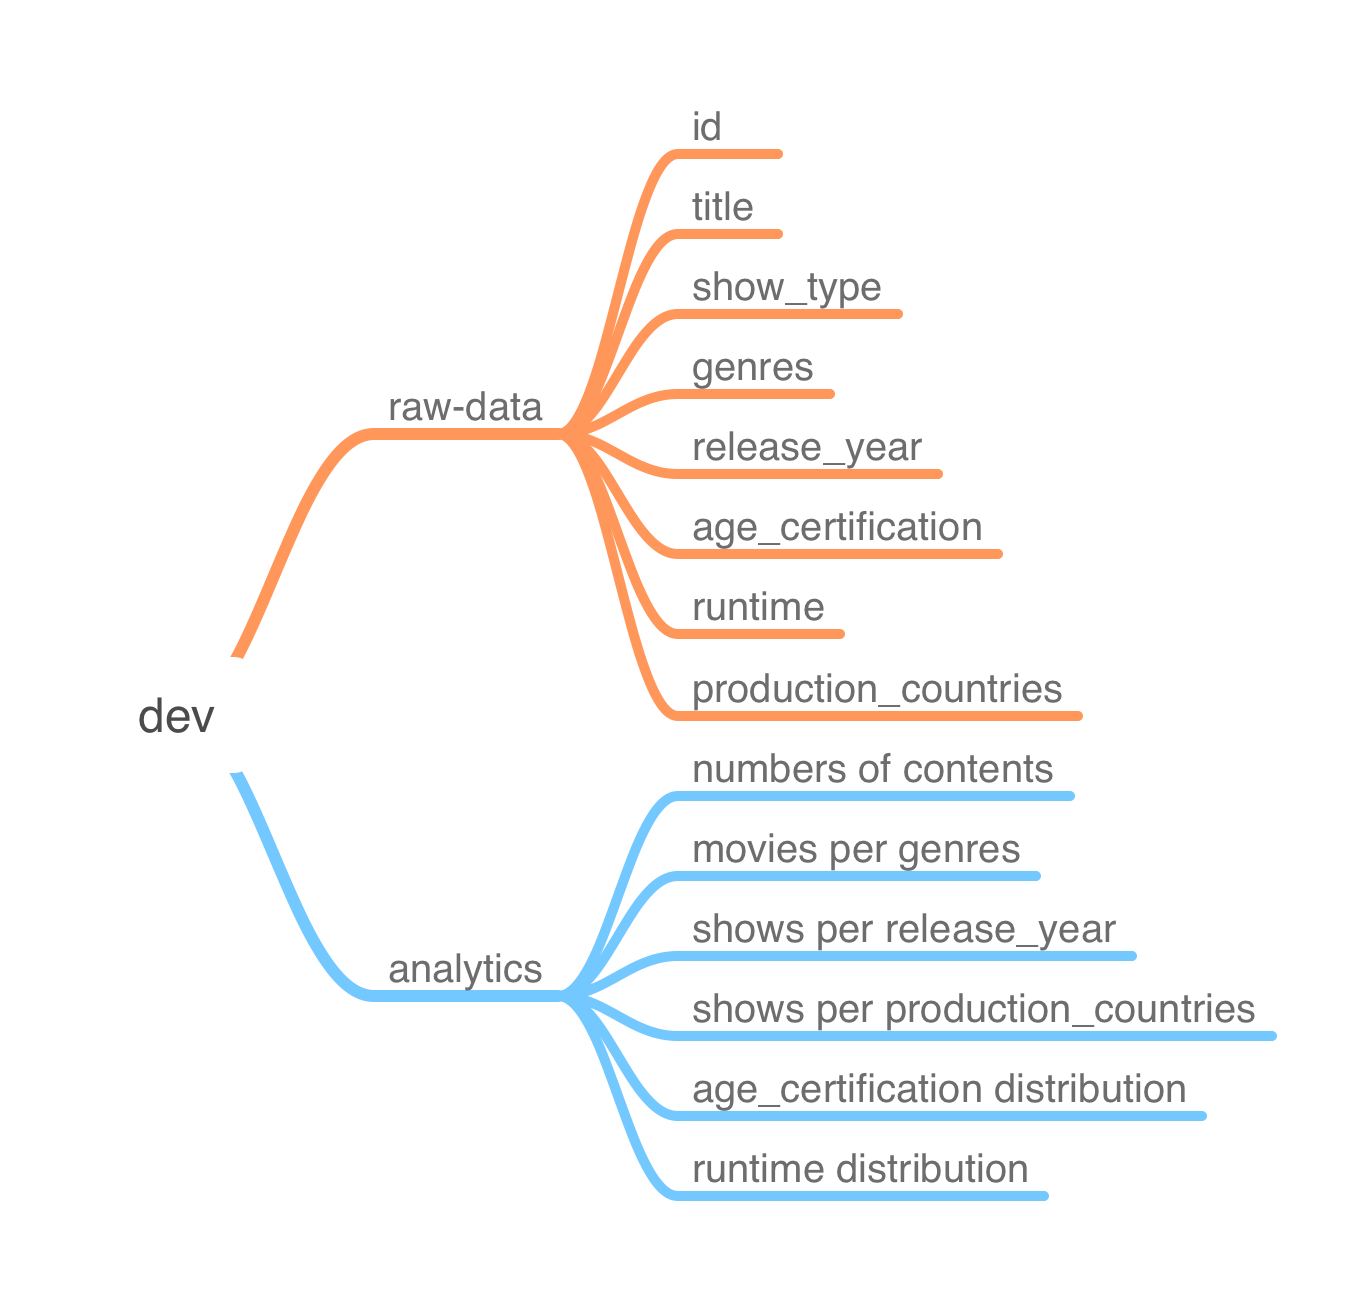 id
title
show_type
genres
release_year
age_certification
runtime
production_countries
raw-data
dev
numbers of contents
movies per genres
shows per release_year
shows per production_countries
age_certification distribution
runtime distribution
analytics